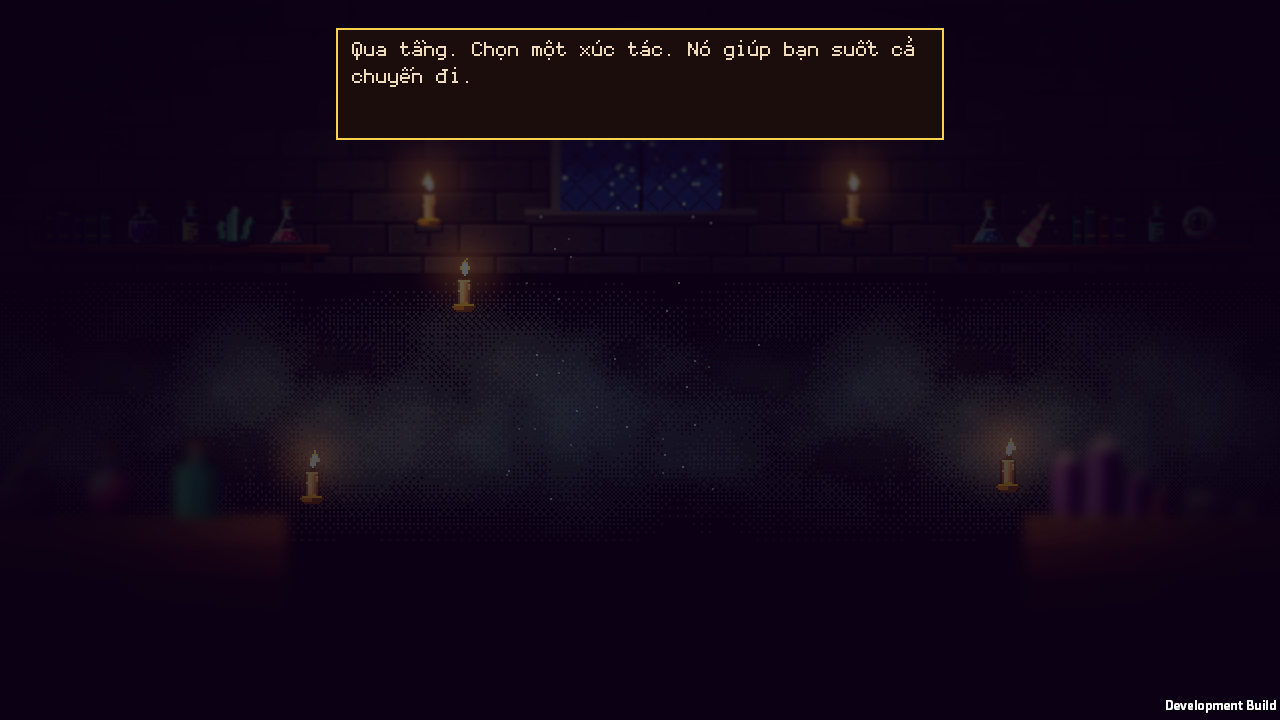 Qua tầng. Chọn một xúc tác. Nó giúp bạn suốt cả
chuyến đi.
Development Build